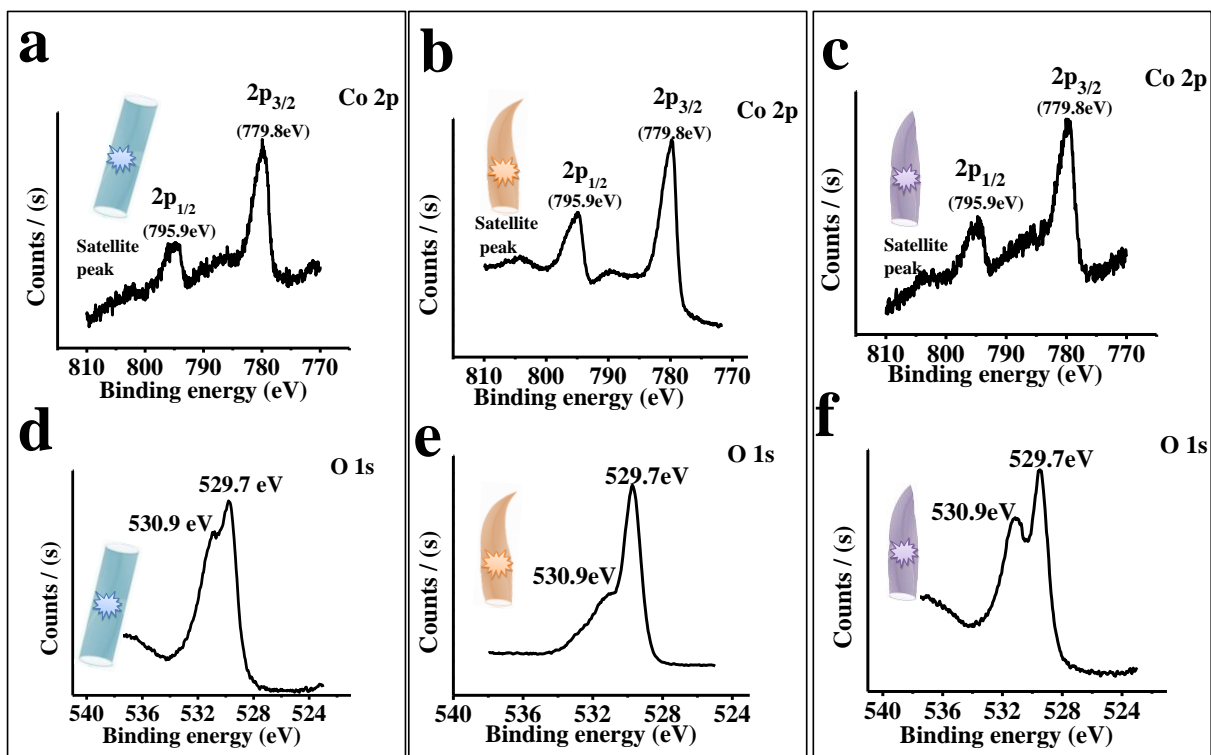 a
Co 2p
2p3/2
(779.8eV)
2p1/2
(795.9eV)
Satellite
peak
Counts / (s)
810 800 790 780 770
Binding energy (eV)
b
Co 2p
2p3/2
(779.8eV)
2p1/2
(795.9eV)
Satellite
peak
Counts / (s)
810 800 790 780 770
Binding energy (eV)
c
Co 2p
2p3/2
(779.8eV)
2p1/2
(795.9eV)
Satellite
peak
Counts / (s)
810 800 790 780 770
Binding energy (eV)
d
O 1s
529.7 eV
530.9 eV
Counts / (s)
540 536 532 528 524
Binding energy (eV)
e
O 1s
529.7eV
530.9eV
Counts / (s)
540 536 532 528 524
Binding energy (eV)
f
O 1s
529.7eV
530.9eV
Counts / (s)
540 536 532 528 524
Binding energy (eV)